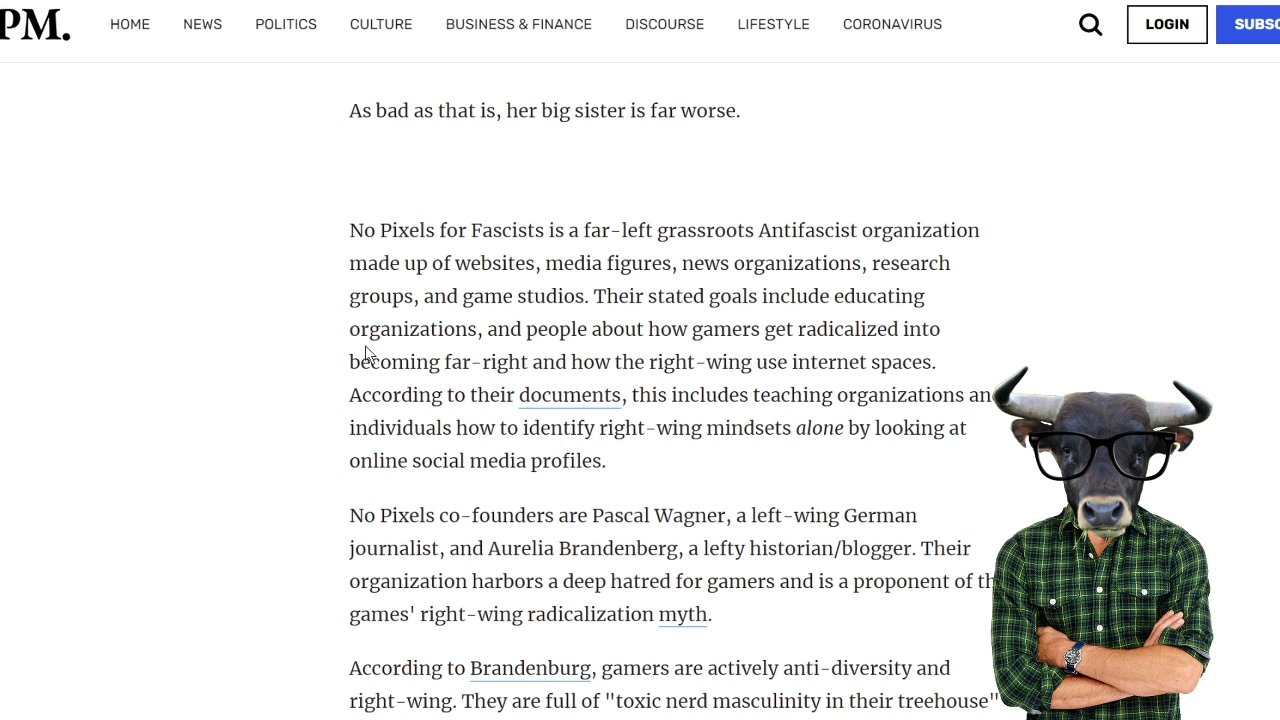 PM.
HOME NEWS POLITICS CULTURE BUSINESS & FINANCE DISCOURSE LIFESTYLE CORONAVIRUS LOGIN SUBSC
As bad as that is, her big sister is far worse.
No Pixels for Fascists is a far-left grassroots Antifascist organization
made up of websites, media figures, news organizations, research
groups, and game studios. Their stated goals include educating
organizations, and people about how gamers get radicalized into
becoming far-right and how the right-wing use internet spaces.
According to their documents, this includes teaching organizations an
individuals how to identify right-wing mindsets alone by looking at
online social media profiles.
No Pixels co-founders are Pascal Wagner, a left-wing German
journalist, and Aurelia Brandenberg, a lefty historian/blogger. Their
organization harbors a deep hatred for gamers and is a proponent of th
games' right-wing radicalization myth.
According to Brandenburg, gamers are actively anti-diversity and
right-wing. They are full of "toxic nerd masculinity in their treehouse"